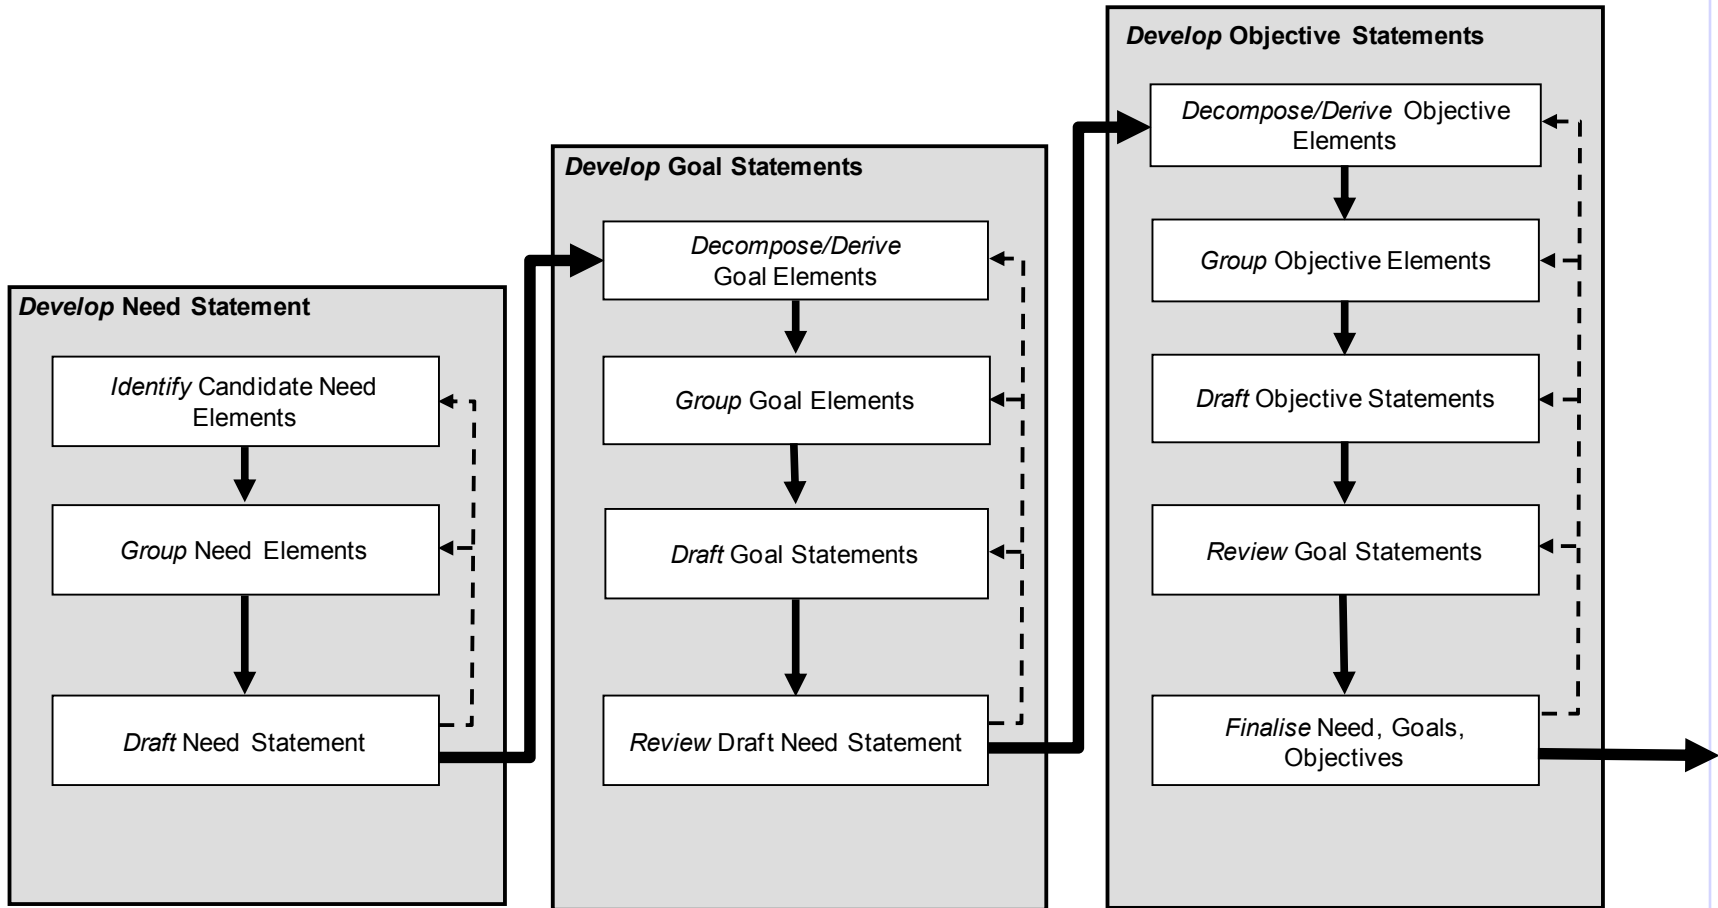 Develop Need Statement
Identify Candidate Need
Elements
Group Need Elements
Draft Need Statement
Develop Goal Statements
Decompose/Derive
Goal Elements
Group Goal Elements
Draft Goal Statements
Review Draft Need Statement
Develop Objective Statements
Decompose/Derive Objective
Elements
Group Objective Elements
Draft Objective Statements
Review Goal Statements
Finalise Need, Goals,
Objectives